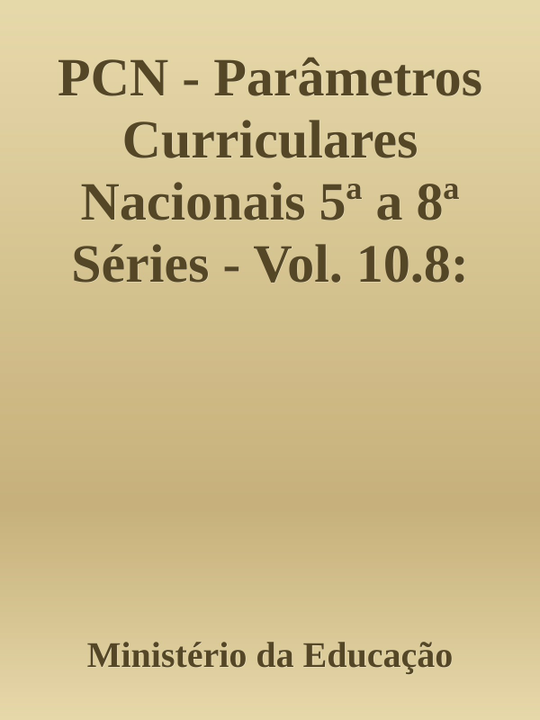 PCN - Parâmetros
Curriculares
Nacionais 5ª a 8ª
Séries - Vol. 10.8:
Ministério da Educação